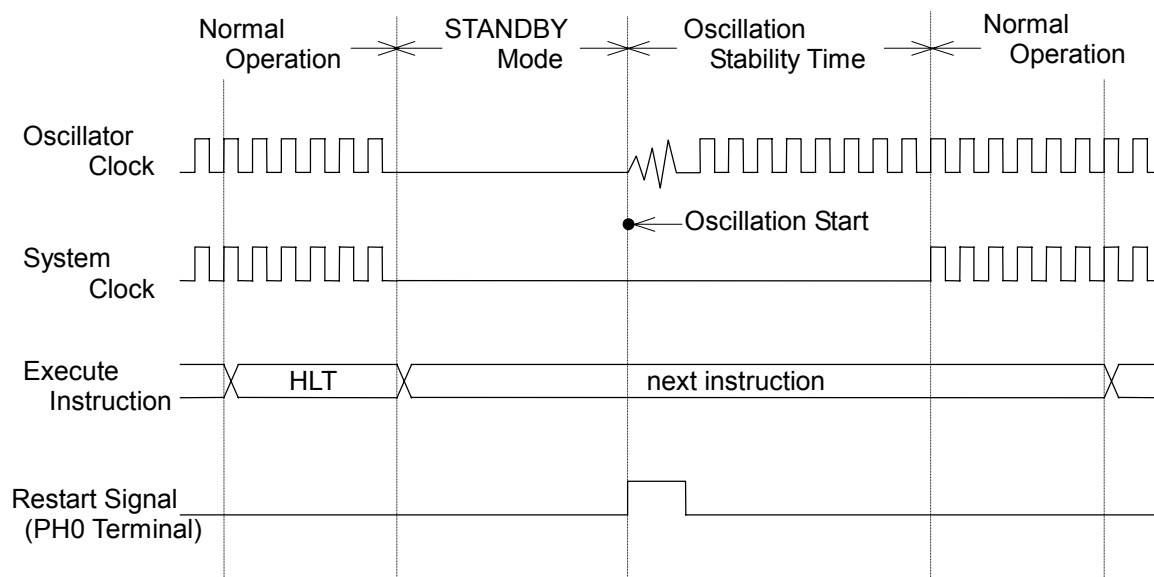 Normal
Operation
STANDBY
Mode
Oscillation
Stability Time
Normal
Operation
Oscillator
Clock
Oscillation Start
System
Clock
Execute
Instruction
HLT
next instruction
Restart Signal
(PH0 Terminal)